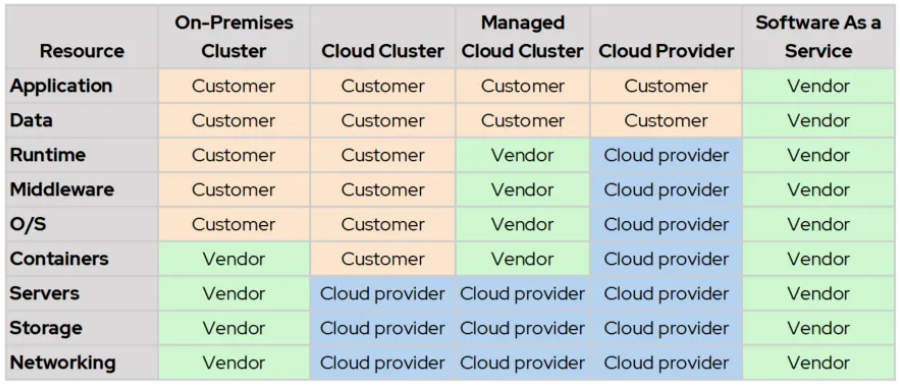 Resource On-Premises Cluster Cloud Cluster Managed Cloud Cluster Cloud Provider Software As a Service
Application Customer Customer Customer Customer Vendor
Data Customer Customer Customer Customer Vendor
Runtime Customer Customer Vendor Cloud provider Vendor
Middleware Customer Customer Vendor Cloud provider Vendor
O/S Customer Customer Vendor Cloud provider Vendor
Containers Vendor Customer Vendor Cloud provider Vendor
Servers Vendor Cloud provider Cloud provider Cloud provider Vendor
Storage Vendor Cloud provider Cloud provider Cloud provider Vendor
Networking Vendor Cloud provider Cloud provider Cloud provider Vendor